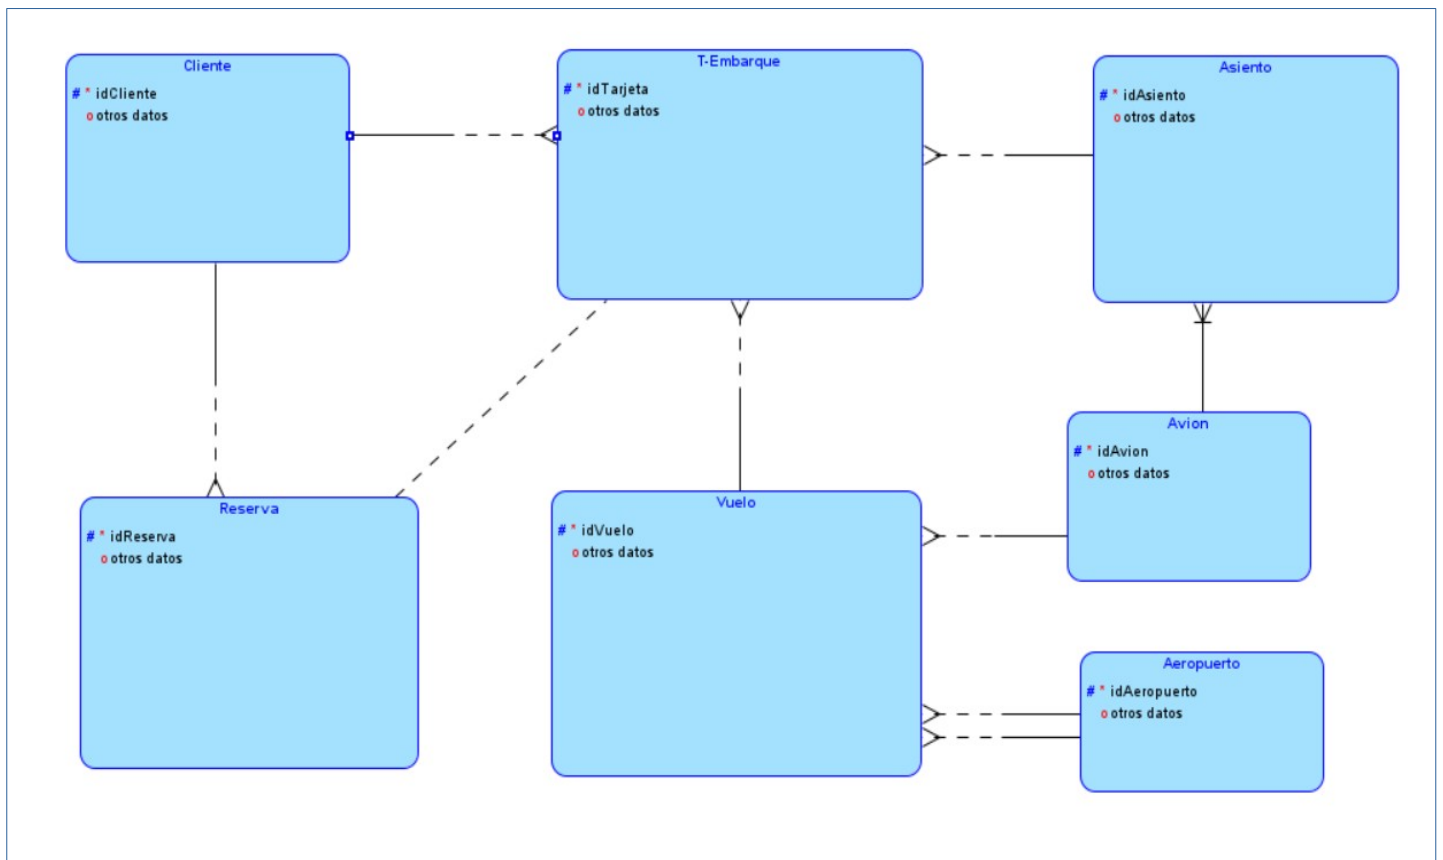 Cliente
# * idCliente
o otros datos
T-Embarque
# * idTarjeta
o otros datos
Asiento
# * idAsiento
o otros datos
Avion
# * idAvion
o otros datos
Reserva
# * idReserva
o otros datos
Vuelo
# * idVuelo
o otros datos
Aeropuerto
# * idAeropuerto
o otros datos